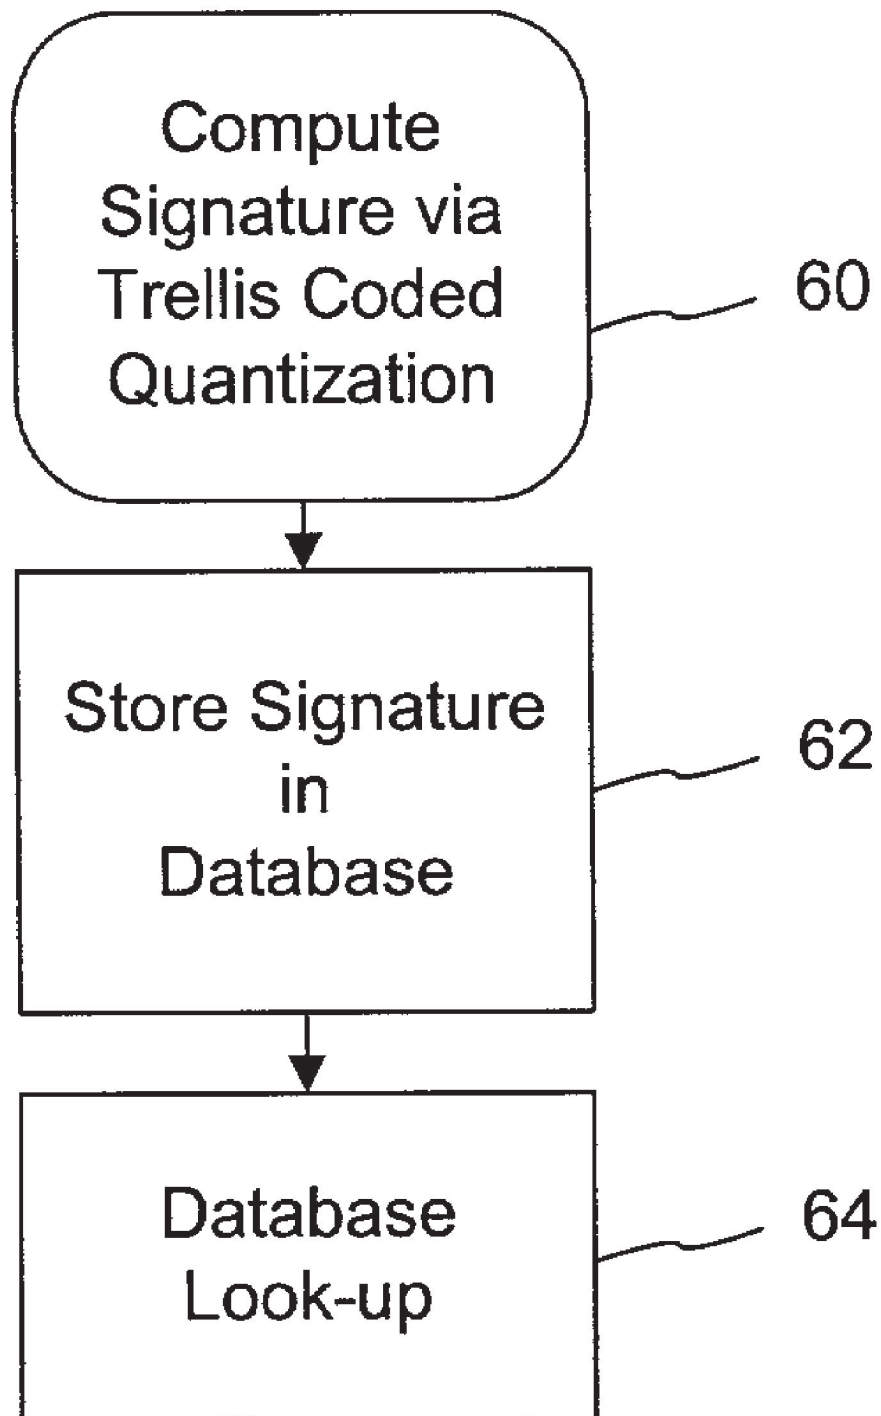 Compute
Signature via
Trellis Coded
Quantization
60
Store Signature
in
Database
62
Database
Look-up
64